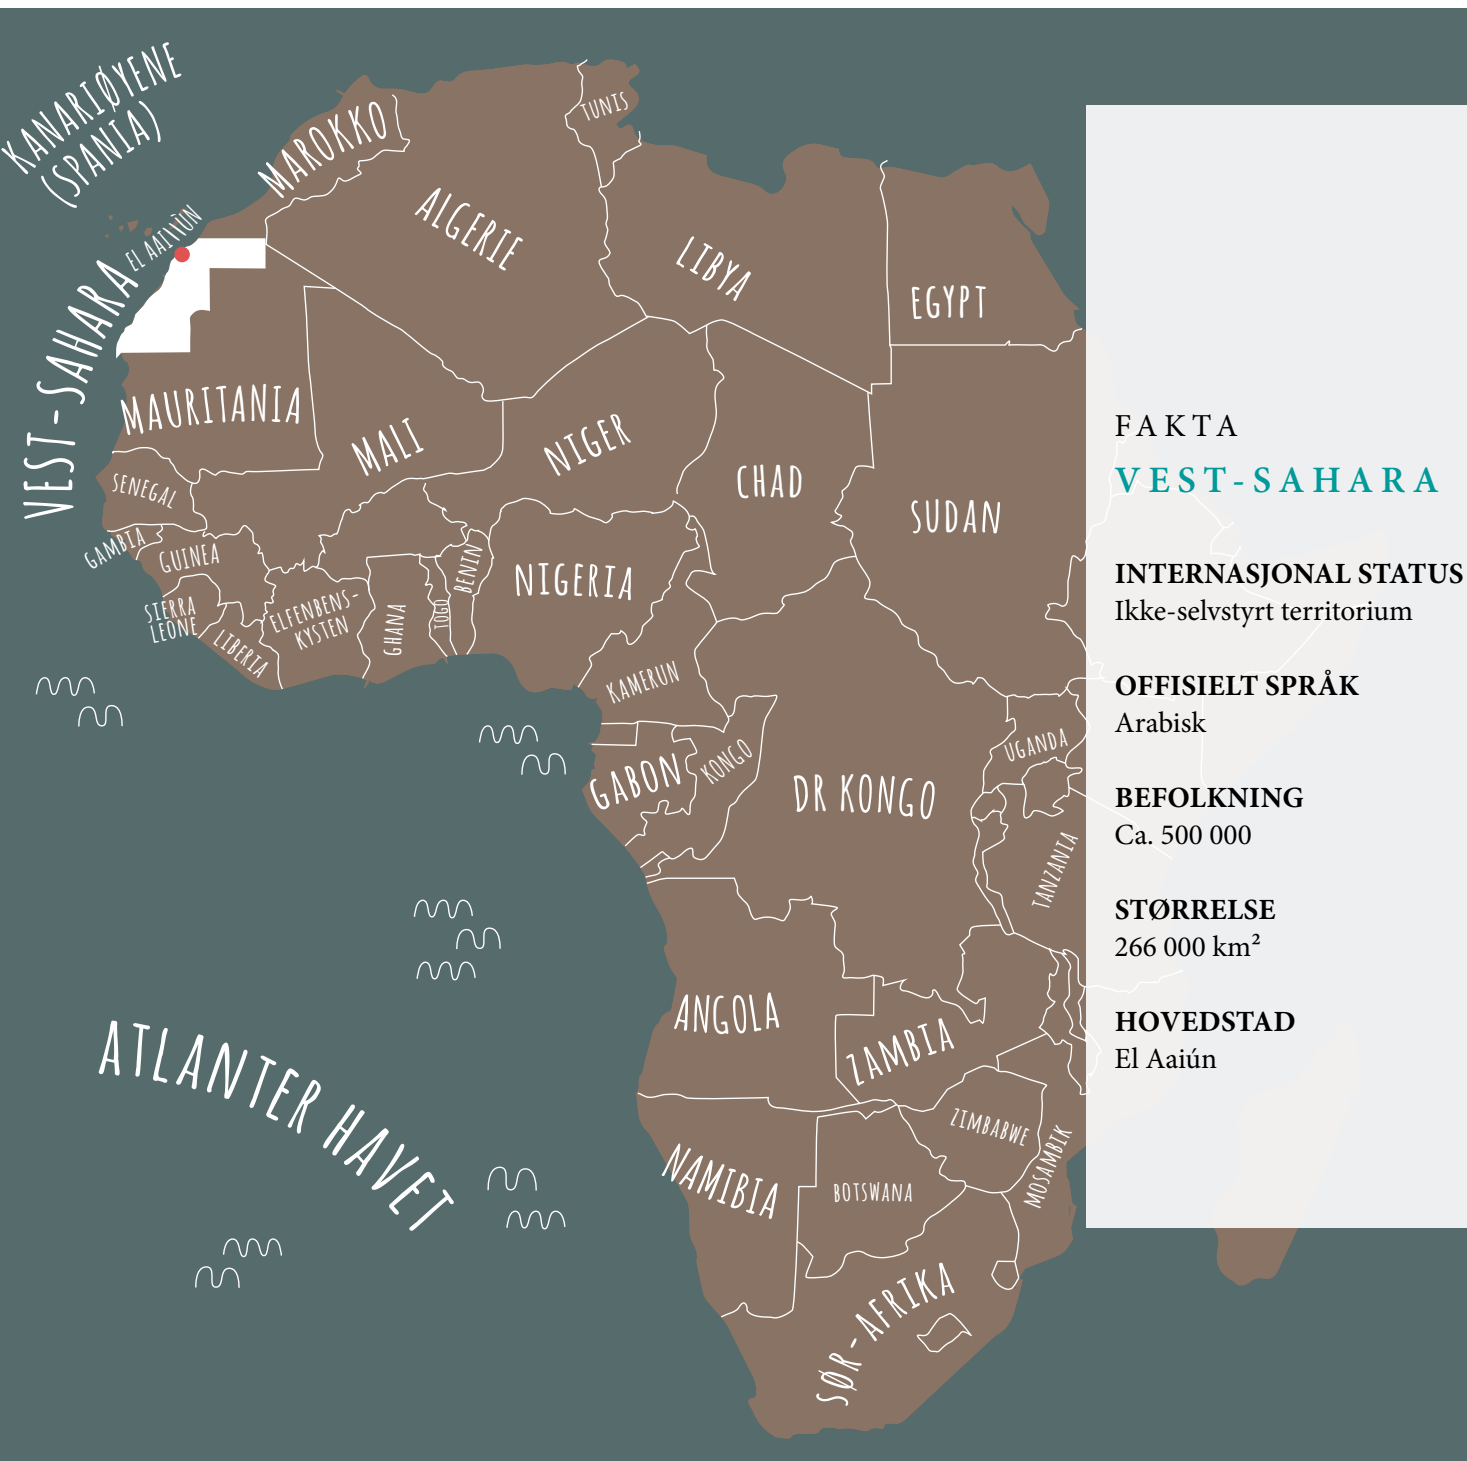 KANARIØYENE
(SPANIA)
MAROKKO
TUNIS
ALGERIE
LIBYA
EGYPT
EL AAIÚN
VEST-SAHARA
MAURITANIA
MALI
NIGER
CHAD
SUDAN
SENEGAL
GAMBIA
GUINEA
SIERRA
LEONE
LIBERIA
ELFENBENS-
KYSTEN
GHANA
TOGO
BENIN
NIGERIA
KAMERUN
GABON
KONGO
DR KONGO
UGANDA
TANZANIA
ANGOLA
ZAMBIA
ZIMBABWE
MOSAMBIK
NAMIBIA
BOTSWANA
SØR-AFRIKA
ATLANTER HAVET
FAKTA
VEST-SAHARA
INTERNASJONAL STATUS
Ikke-selvstyrt territorium
OFFISIELT SPRÅK
Arabisk
BEFOLKNING
Ca. 500 000
STØRRELSE
266 000 km²
HOVEDSTAD
El Aaiún